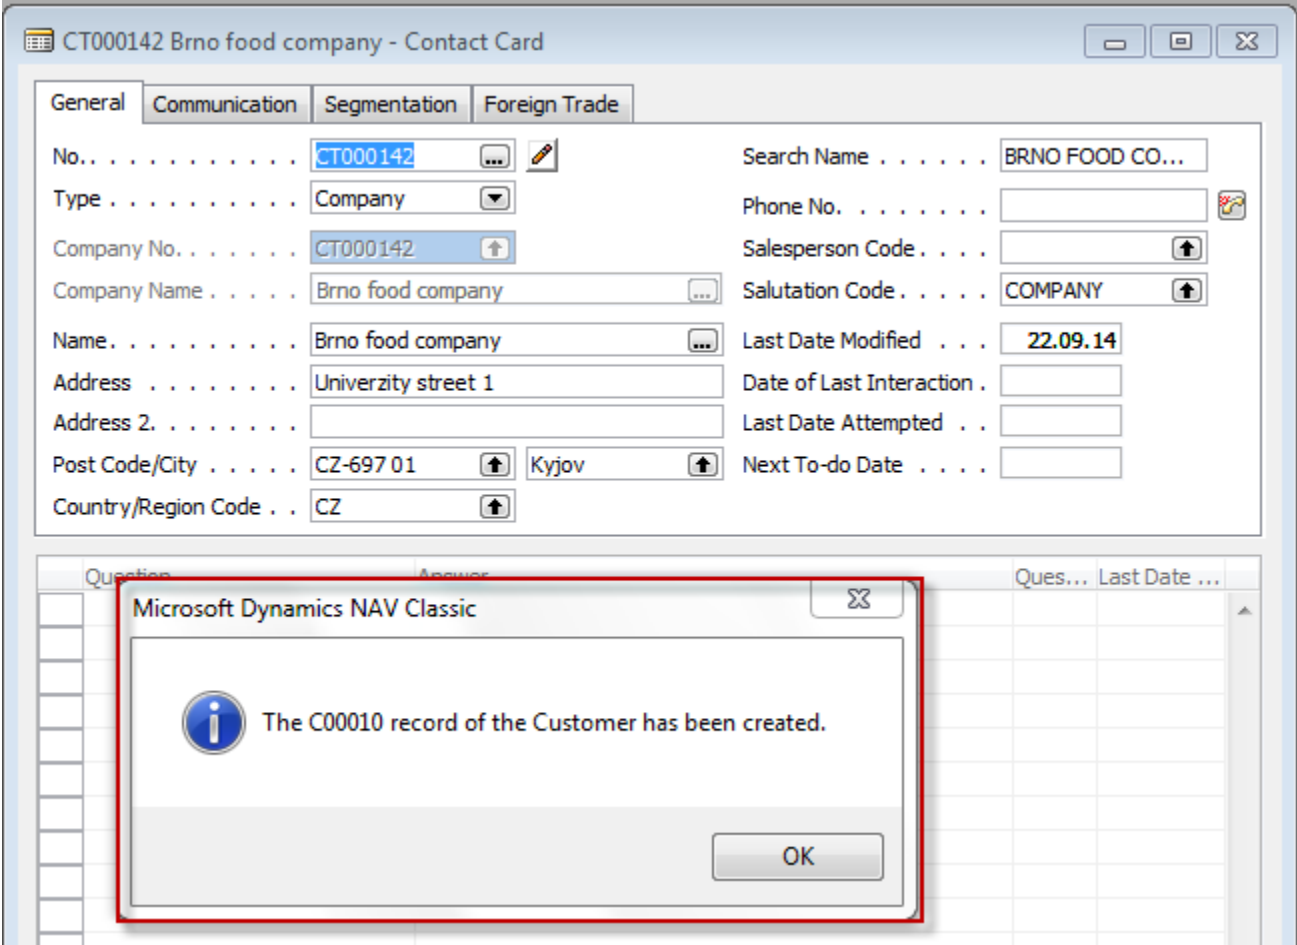 CT000142 Brno food company - Contact Card
General Communication Segmentation Foreign Trade
No.. . . . . . . . . . . CT000142 ... Search Name . . . . . . BRNO FOOD CO...
Type . . . . . . . . . . Company Phone No. . . . . . . .
Company No. . . . . . . CT000142 Salesperson Code . . . .
Company Name . . . . . Brno food company ... Salutation Code . . . . . COMPANY
Name. . . . . . . . . . Brno food company ... Last Date Modified . . . 22.09.14
Address . . . . . . . . Univerzity street 1 Date of Last Interaction .
Address 2. . . . . . . . Last Date Attempted . .
Post Code/City . . . . . CZ-697 01 Kyjov Next To-do Date . . . .
Country/Region Code . . CZ
Question Answer Ques... Last Date ...
Microsoft Dynamics NAV Classic
The C00010 record of the Customer has been created.
OK